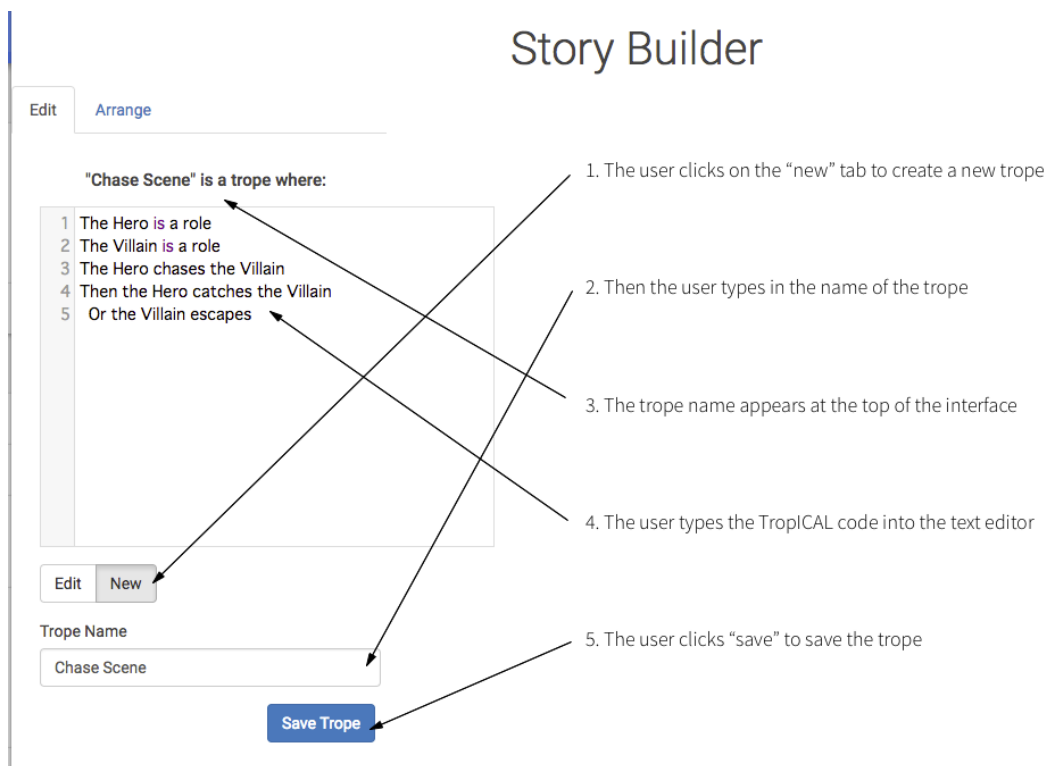 Story Builder
Edit
Arrange
"Chase Scene" is a trope where:
1 The Hero is a role
2 The Villain is a role
3 The Hero chases the Villain
4 Then the Hero catches the Villain
5 Or the Villain escapes
Edit
New
Trope Name
Chase Scene
Save Trope
1. The user clicks on the “new” tab to create a new trope
2. Then the user types in the name of the trope
3. The trope name appears at the top of the interface
4. The user types the TropICAL code into the text editor
5. The user clicks “save” to save the trope